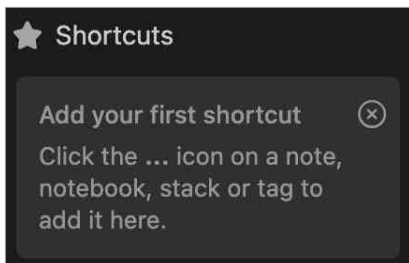 Shortcuts
Add your first shortcut
Click the ... icon on a note,
notebook, stack or tag to
add it here.